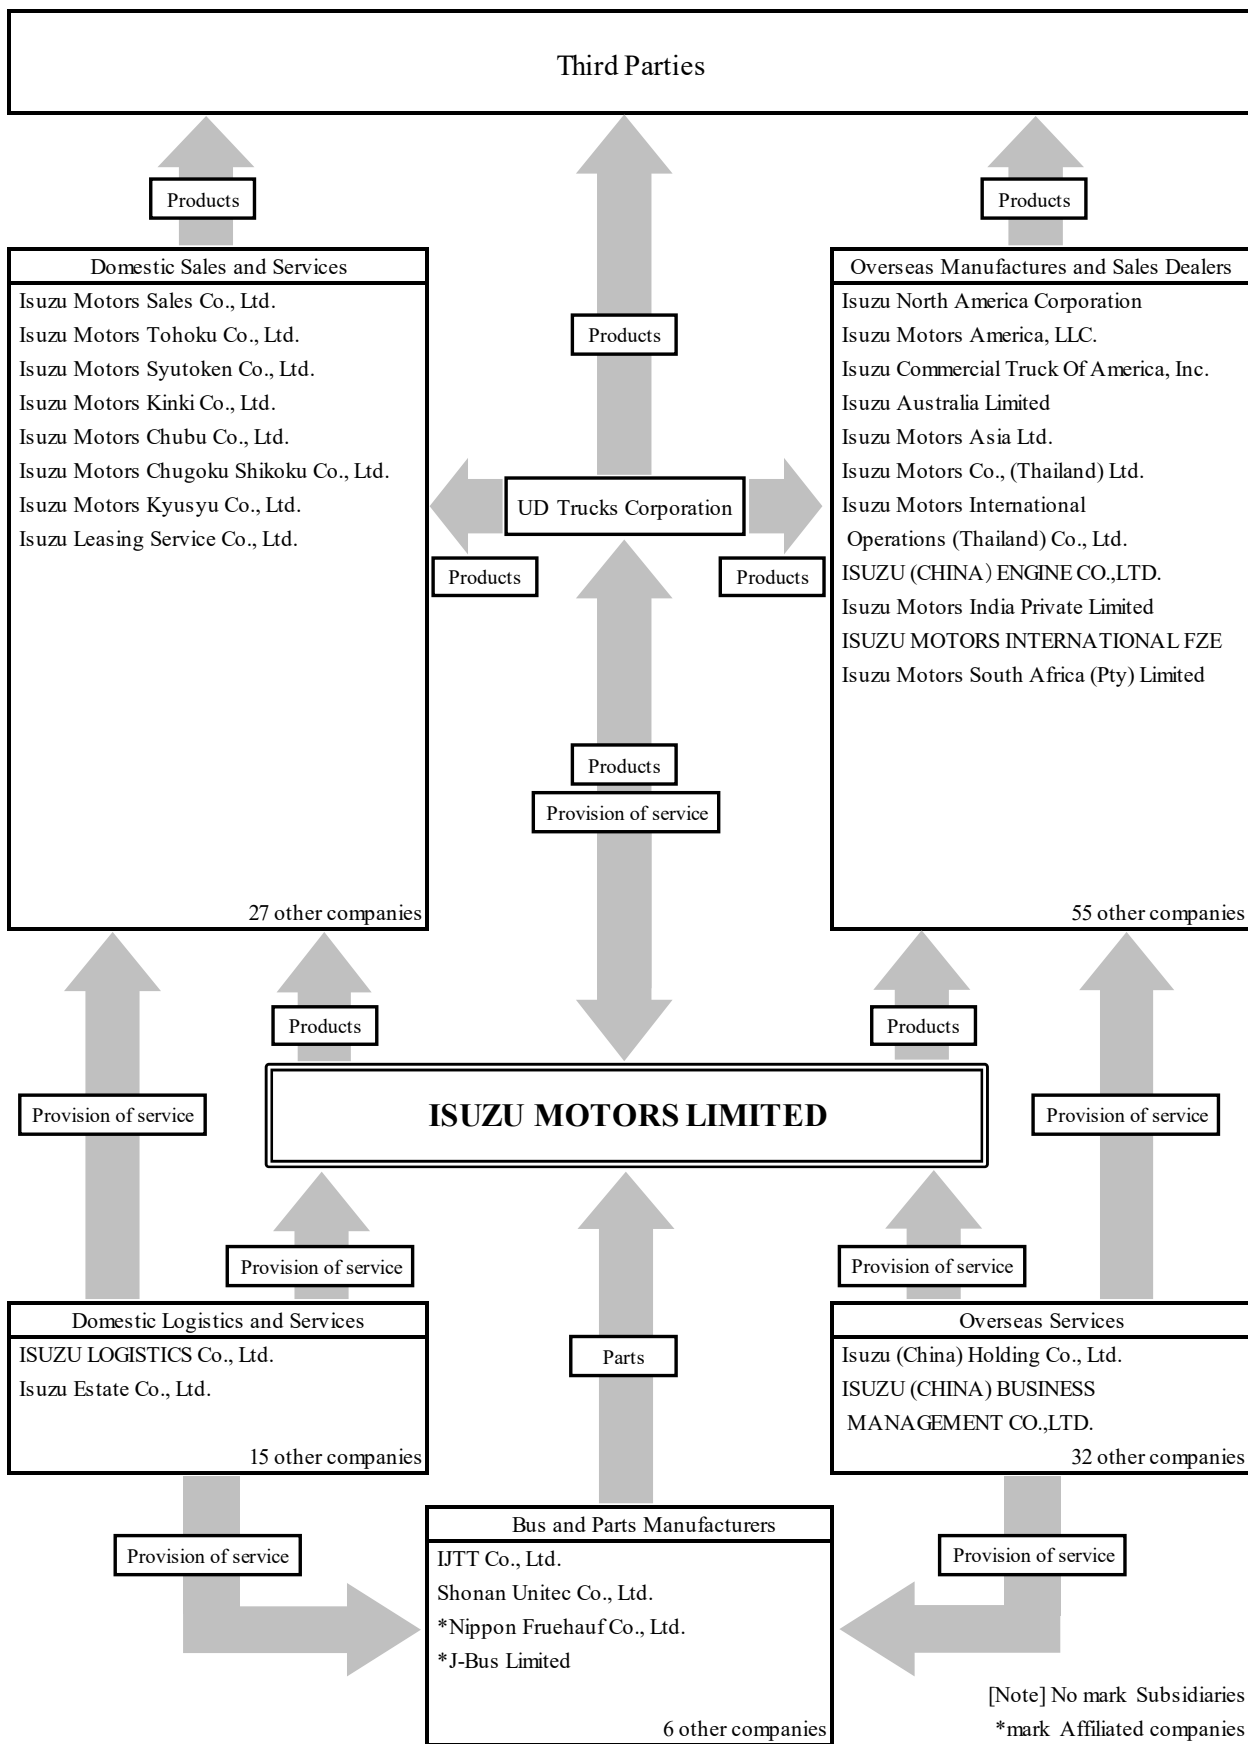 Third Parties
Products
Products
Domestic Sales and Services
Isuzu Motors Sales Co., Ltd.
Isuzu Motors Tohoku Co., Ltd.
Isuzu Motors Syutoken Co., Ltd.
Isuzu Motors Kinki Co., Ltd.
Isuzu Motors Chubu Co., Ltd.
Isuzu Motors Chugoku Shikoku Co., Ltd.
Isuzu Motors Kyusyu Co., Ltd.
Isuzu Leasing Service Co., Ltd.
27 other companies
Products
UD Trucks Corporation
Products
Products
Products
Provision of service
Overseas Manufactures and Sales Dealers
Isuzu North America Corporation
Isuzu Motors America, LLC.
Isuzu Commercial Truck Of America, Inc.
Isuzu Australia Limited
Isuzu Motors Asia Ltd.
Isuzu Motors Co., (Thailand) Ltd.
Isuzu Motors International
Operations (Thailand) Co., Ltd.
ISUZU (CHINA) ENGINE CO.,LTD.
Isuzu Motors India Private Limited
ISUZU MOTORS INTERNATIONAL FZE
Isuzu Motors South Africa (Pty) Limited
55 other companies
Products
Products
Provision of service
ISUZU MOTORS LIMITED
Provision of service
Provision of service
Provision of service
Domestic Logistics and Services
ISUZU LOGISTICS Co., Ltd.
Isuzu Estate Co., Ltd.
15 other companies
Parts
Overseas Services
Isuzu (China) Holding Co., Ltd.
ISUZU (CHINA) BUSINESS
MANAGEMENT CO.,LTD.
32 other companies
Provision of service
Bus and Parts Manufacturers
IJTT Co., Ltd.
Shonan Unitec Co., Ltd.
*Nippon Fruehauf Co., Ltd.
*J-Bus Limited
6 other companies
Provision of service
[Note] No mark Subsidiaries
*mark Affiliated companies